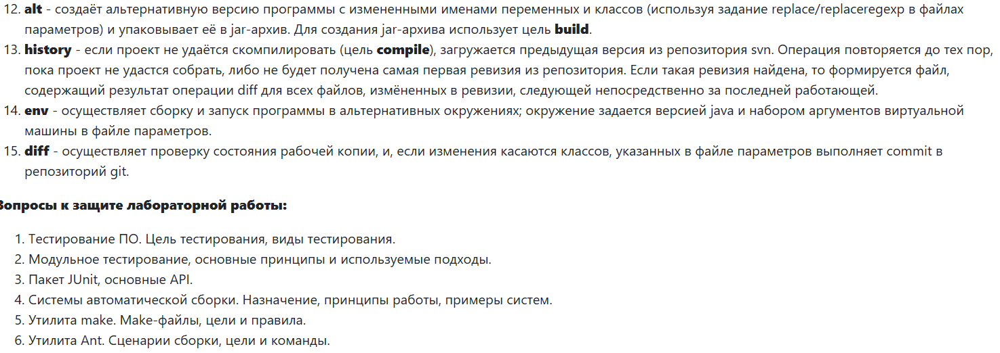 12. alt - создаёт альтернативную версию программы с измененными именами переменных и классов (используя задание replace/replaceregexp в файлах
параметров) и упаковывает её в jar-архив. Для создания jar-архива использует цель build.
13. history - если проект не удаётся скомпилировать (цель compile), загружается предыдущая версия из репозитория svn. Операция повторяется до тех пор,
пока проект не удастся собрать, либо не будет получена самая первая ревизия из репозитория. Если такая ревизия найдена, то формируется файл,
содержащий результат операции diff для всех файлов, измёненных в ревизии, следующей непосредственно за последней работающей.
14. env - осуществляет сборку и запуск программы в альтернативных окружениях; окружение задается версией java и набором аргументов виртуальной
машины в файле параметров.
15. diff - осуществляет проверку состояния рабочей копии, и, если изменения касаются классов, указанных в файле параметров выполняет commit в
репозиторий git.
Вопросы к защите лабораторной работы:
1. Тестирование ПО. Цель тестирования, виды тестирования.
2. Модульное тестирование, основные принципы и используемые подходы.
3. Пакет JUnit, основные API.
4. Системы автоматической сборки. Назначение, принципы работы, примеры систем.
5. Утилита make. Make-файлы, цели и правила.
6. Утилита Ant. Сценарии сборки, цели и команды.